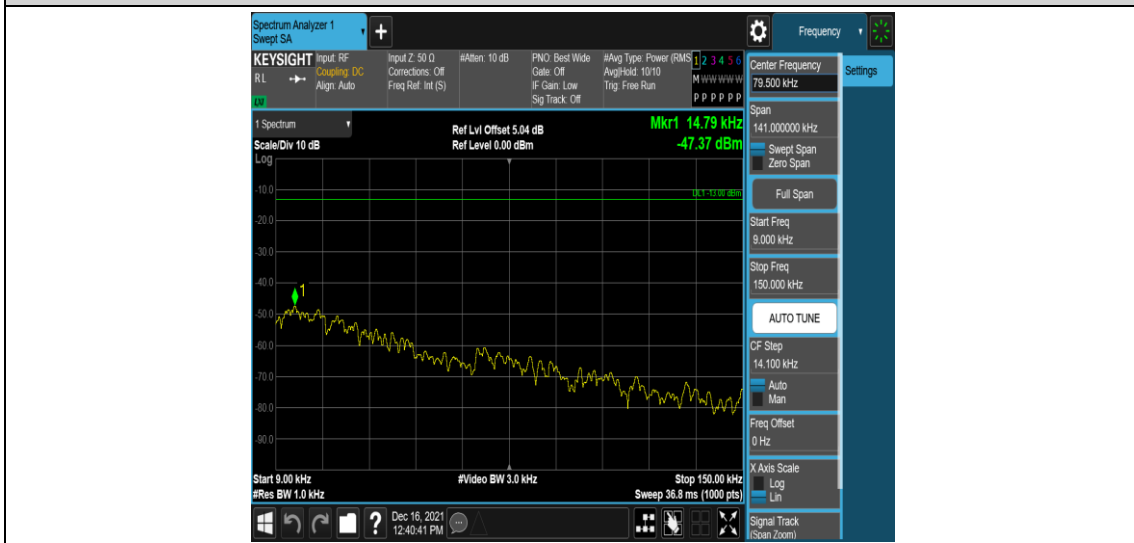 Spectrum Analyzer 1
Swept SA
+
Frequency
KEYSIGHT
RL
LXI
Input: RF
Coupling: DC
Align: Auto
Input Z: 50 Ω
Corrections: Off
Freq Ref: Int (S)
#Atten: 10 dB
PNO: Best Wide
Gate: Off
IF Gain: Low
Sig Track: Off
#Avg Type: Power (RMS
Avg|Hold: 10/10
Trig: Free Run
1 2 3 4 5 6
M W W W W W
P P P P P P
Center Frequency
79.500 kHz
Settings
Span
141.000000 kHz
Swept Span
Zero Span
Full Span
Start Freq
9.000 kHz
Stop Freq
150.000 kHz
AUTO TUNE
CF Step
14.100 kHz
Auto
Man
Freq Offset
0 Hz
X Axis Scale
Log
Lin
Signal Track
(Span Zoom)
1 Spectrum
Scale/Div 10 dB
Ref Lvl Offset 5.04 dB
Ref Level 0.00 dBm
Mkr1 14.79 kHz
-47.37 dBm
Log
DL1 -13.00 dBm
-10.0
-20.0
-30.0
-40.0
1
-50.0
-60.0
-70.0
-80.0
-90.0
Start 9.00 kHz
#Video BW 3.0 kHz
Stop 150.00 kHz
#Res BW 1.0 kHz
Sweep 36.8 ms (1000 pts)
?
Dec 16, 2021
12:40:41 PM